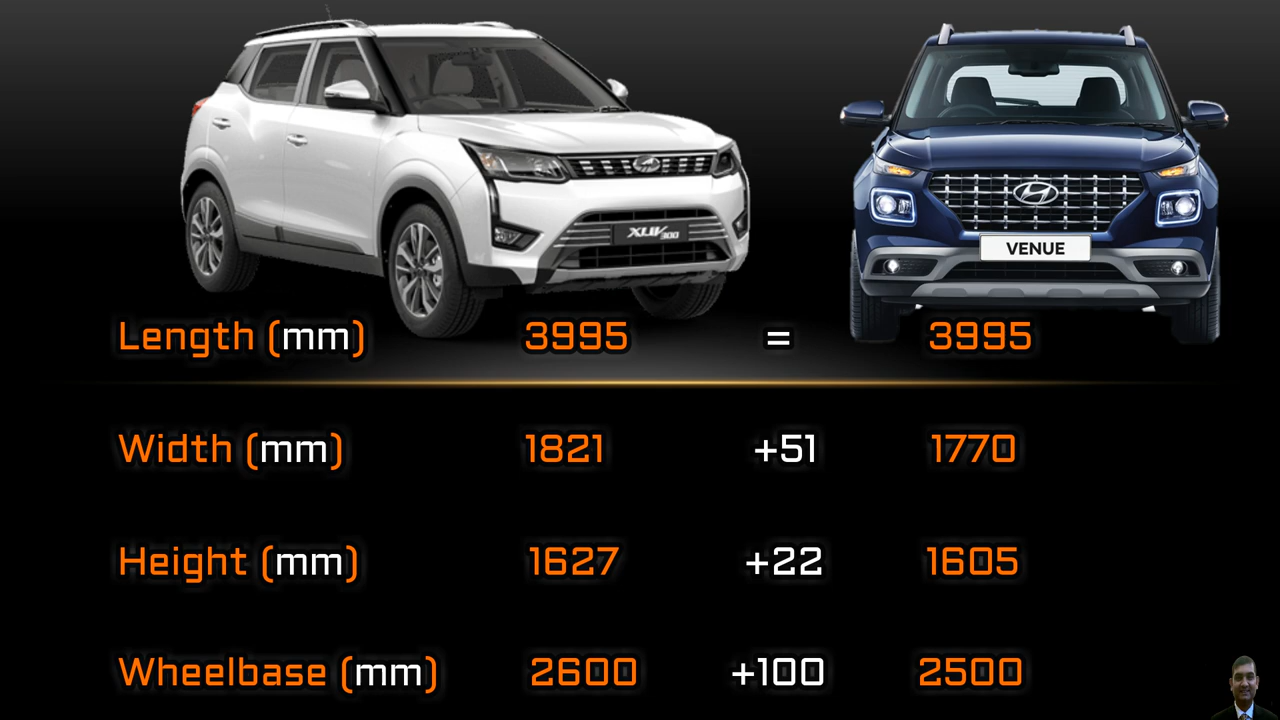 XUV300
VENUE
Length (mm) 3995 = 3995
Width (mm) 1821 +51 1770
Height (mm) 1627 +22 1605
Wheelbase (mm) 2600 +100 2500